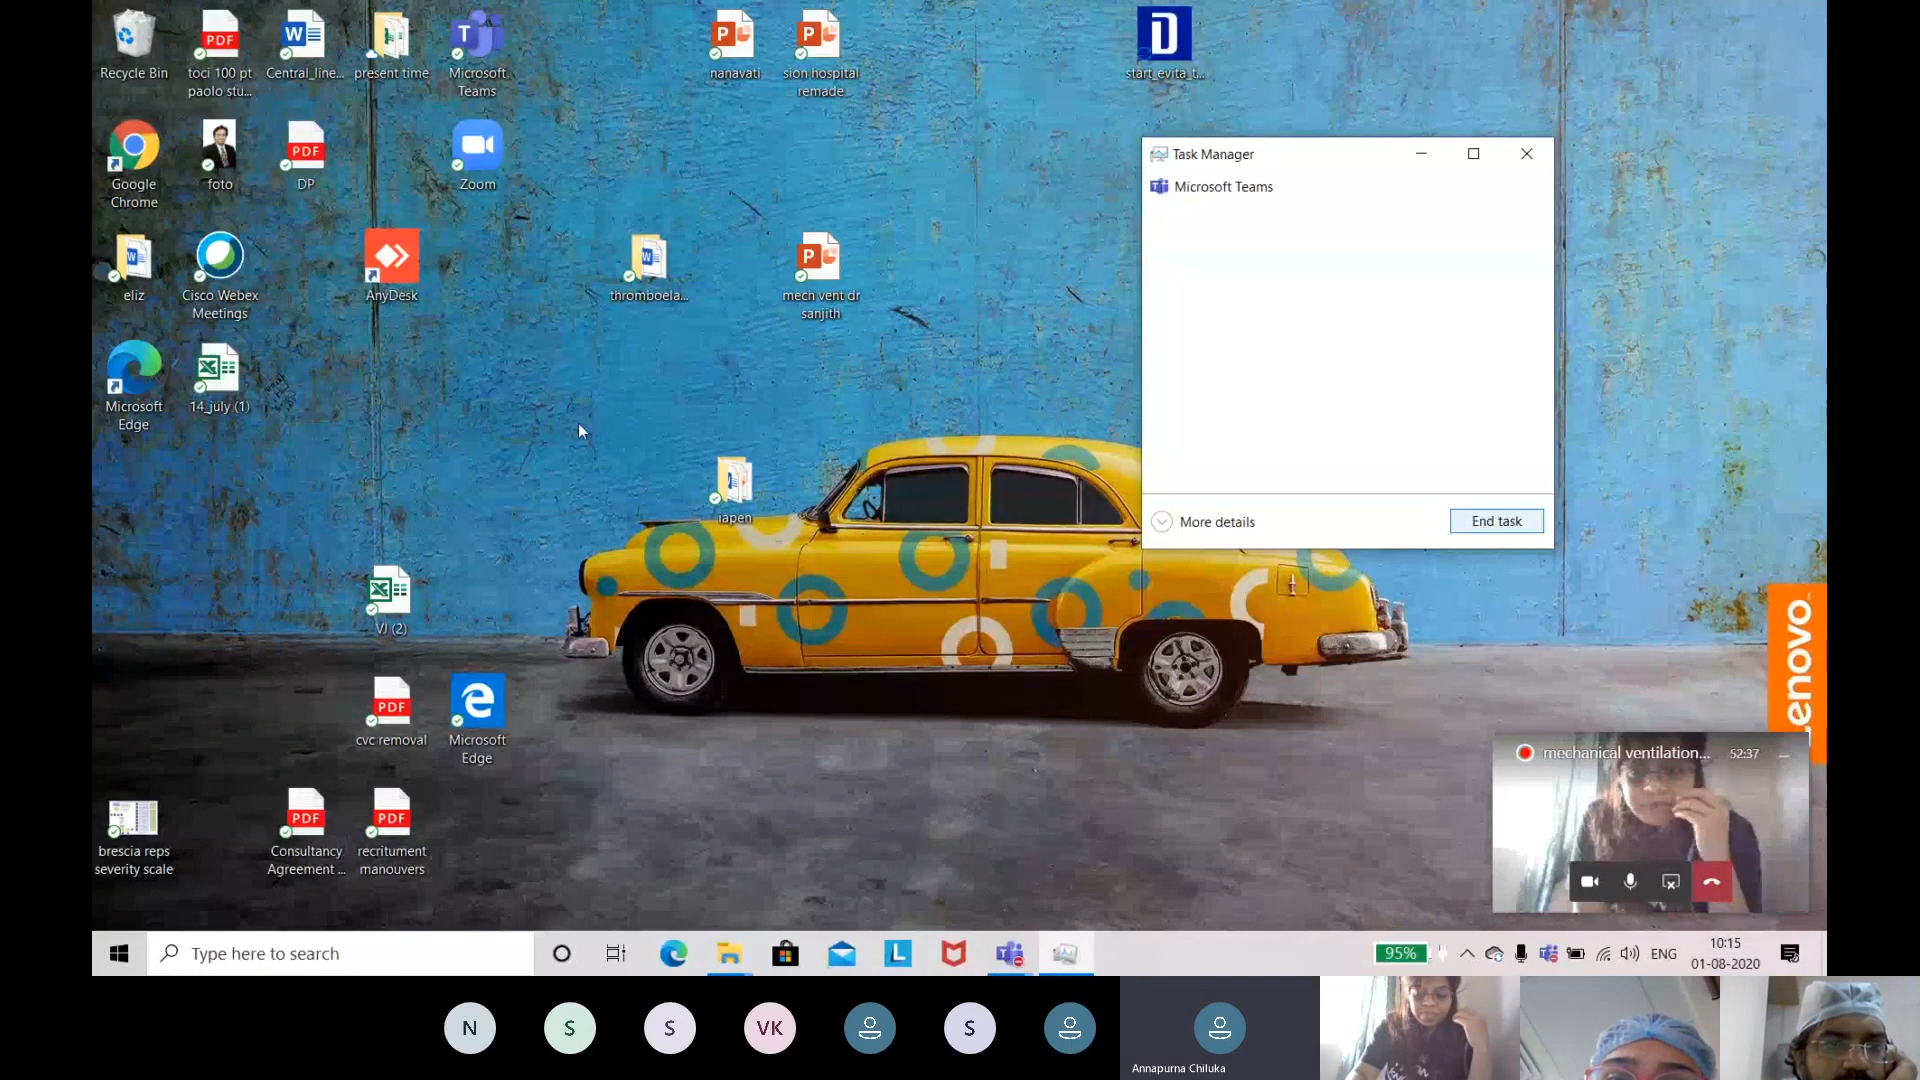 Recycle Bin
toci 100 pt
paolo stu...
Central_line...
present time
Microsoft
Teams
nanavati
sion hospital
remade
start_evita_t...
Google
Chrome
foto
DP
Zoom
Task Manager
Microsoft Teams
eliz
Cisco Webex
Meetings
AnyDesk
thromboela...
mech vent dr
sanjith
Microsoft
Edge
14_july (1)
iapen
More details
End task
VJ (2)
lenovo
cvc removal
Microsoft
Edge
mechanical ventilation...
52:37
brescia reps
severity scale
Consultancy
Agreement ...
recritument
manouvers
Type here to search
95%
ENG
10:15
01-08-2020
N
S
S
VK
S
Annapurna Chiluka